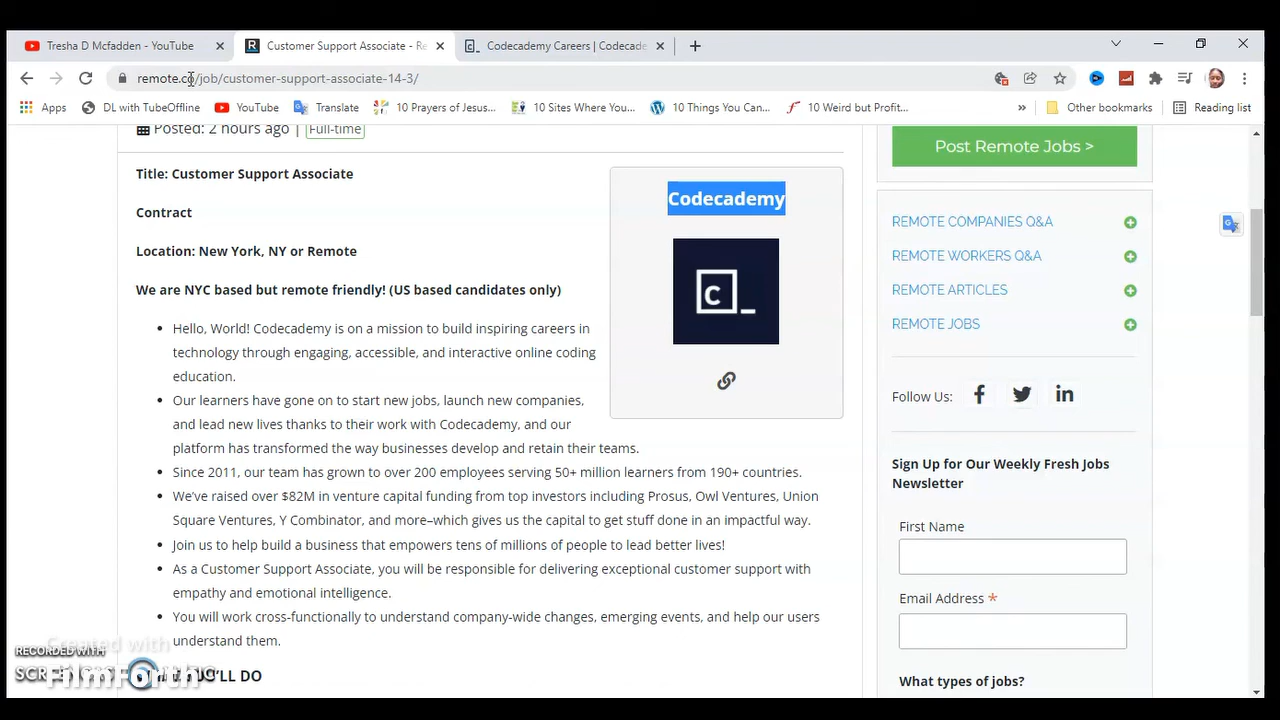 Tresha D Mcfadden - YouTube
Customer Support Associate - Re
Codecademy Careers | Codecade
remote.co/job/customer-support-associate-14-3/
Apps
DL with TubeOffline
YouTube
Translate
10 Prayers of Jesus...
10 Sites Where You...
10 Things You Can...
10 Weird but Profit...
»
Other bookmarks
Reading list
Posted: 2 hours ago | Full-time
Title: Customer Support Associate
Contract
Location: New York, NY or Remote
We are NYC based but remote friendly! (US based candidates only)
Codecademy
c_
• Hello, World! Codecademy is on a mission to build inspiring careers in
technology through engaging, accessible, and interactive online coding
education.
• Our learners have gone on to start new jobs, launch new companies,
and lead new lives thanks to their work with Codecademy, and our
platform has transformed the way businesses develop and retain their teams.
• Since 2011, our team has grown to over 200 employees serving 50+ million learners from 190+ countries.
• We've raised over $82M in venture capital funding from top investors including Prosus, Owl Ventures, Union
Square Ventures, Y Combinator, and more–which gives us the capital to get stuff done in an impactful way.
• Join us to help build a business that empowers tens of millions of people to lead better lives!
• As a Customer Support Associate, you will be responsible for delivering exceptional customer support with
empathy and emotional intelligence.
• You will work cross-functionally to understand company-wide changes, emerging events, and help our users
understand them.
YOU'LL DO
Created with
FilmForth
RECORDED WITH
Post Remote Jobs >
REMOTE COMPANIES Q&A
REMOTE WORKERS Q&A
REMOTE ARTICLES
REMOTE JOBS
Follow Us:
Sign Up for Our Weekly Fresh Jobs
Newsletter
First Name
Email Address *
What types of jobs?